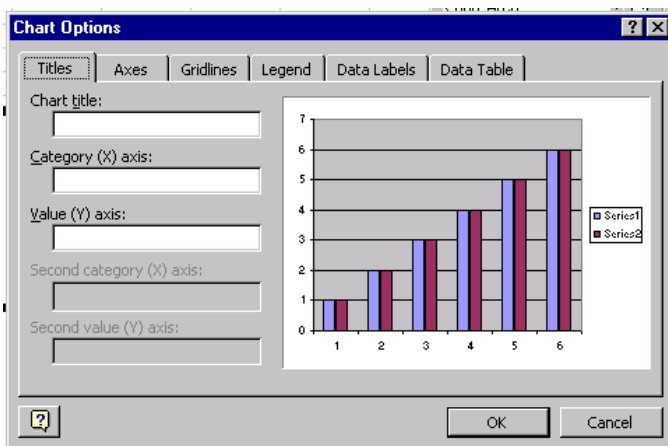 Chart Options
Titles Axes Gridlines Legend Data Labels Data Table
Chart title:
Category (X) axis:
Value (Y) axis:
Second category (X) axis:
Second value (Y) axis:
7
6
5
4
3
2
1
0
1 2 3 4 5 6
Series1
Series2
OK Cancel